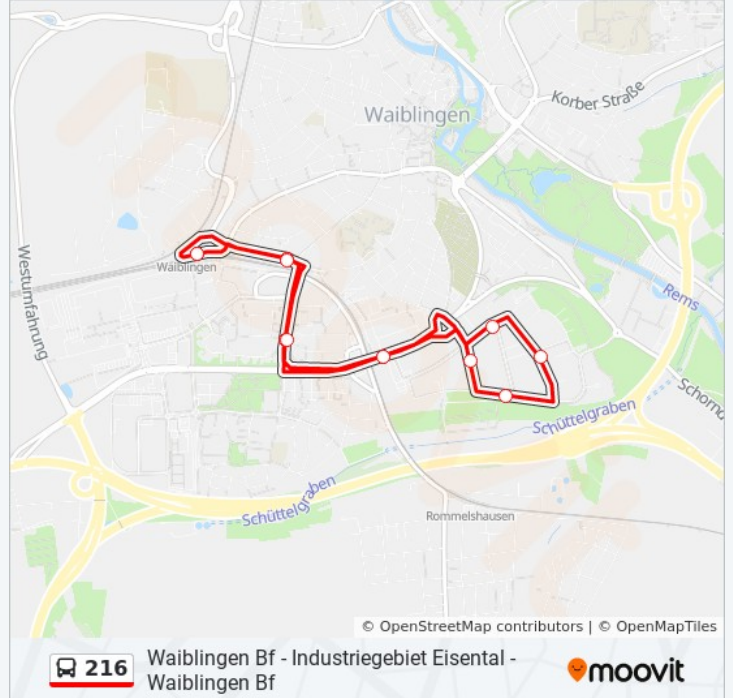 Waiblingen
Korber Straße
Waiblingen
Westumfahrung
Rems
Schornd
Schüttelgraben
Schüttelgraben
Rommelshausen
© OpenStreetMap contributors | © OpenMapTiles
216
Waiblingen Bf - Industriegebiet Eisental -
Waiblingen Bf
moovit